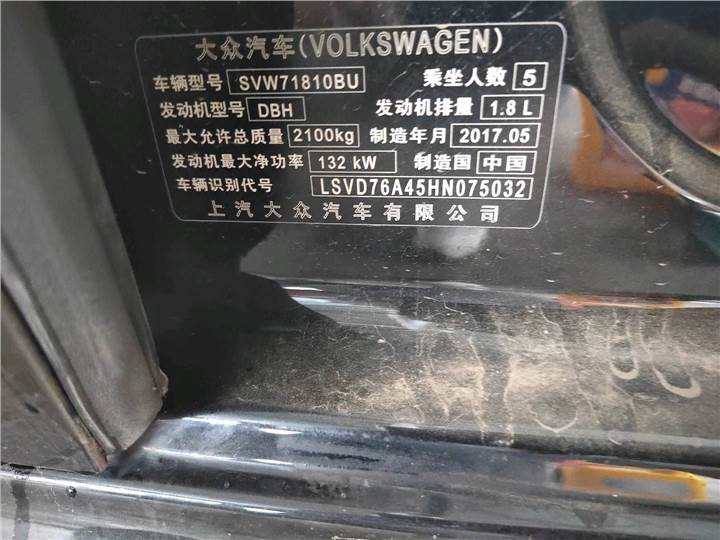 大众汽车(VOLKSWAGEN)
车辆型号 SVW71810BU 乘坐人数 5
发动机型号 DBH 发动机排量 1.8 L
最大允许总质量 2100kg 制造年月 2017.05
发动机最大净功率 132 kW 制造国 中国
车辆识别代号 LSVD76A45HN075032
上汽大众汽车有限公司